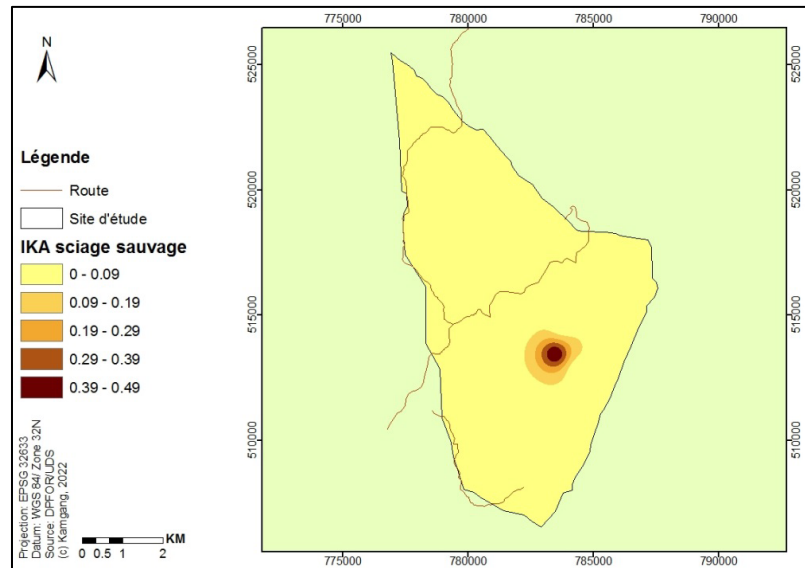 775000 780000 785000 790000
N
525000 525000
520000 520000
515000 515000
510000 510000
Légende
Route
Site d'étude
IKA sciage sauvage
0 - 0.09
0.09 - 0.19
0.19 - 0.29
0.29 - 0.39
0.39 - 0.49
Projection: EPSG 32633
Datum: WGS 84/ Zone 32N
Source: DPFOR/UDS
(c) Kamgang, 2022
KM
0 0.5 1 2
775000 780000 785000 790000